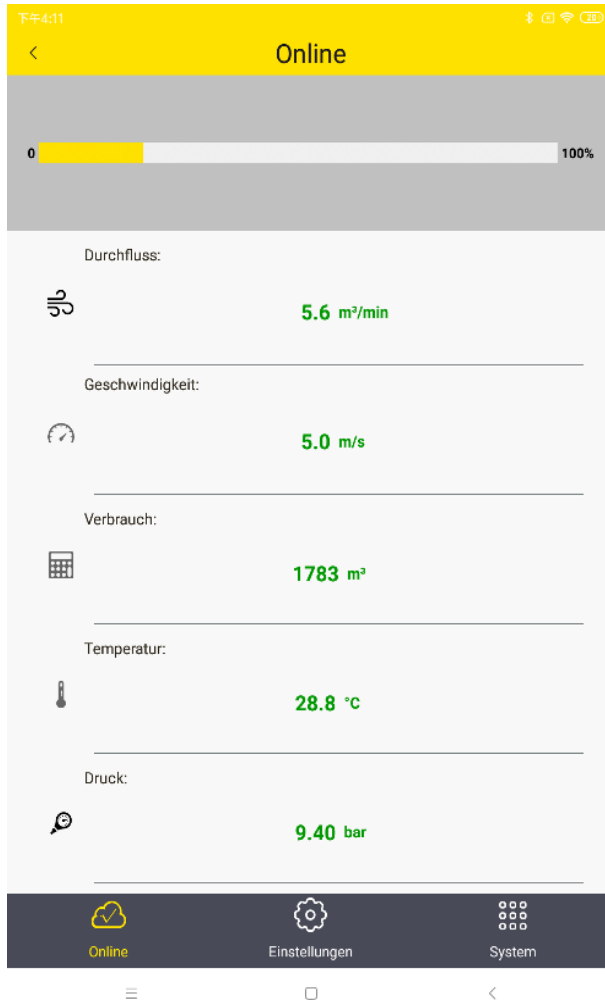 下午4:11
20
Online
0
100%
Durchfluss:
5.6 m³/min
Geschwindigkeit:
5.0 m/s
Verbrauch:
1783 m³
Temperatur:
28.8 °C
Druck:
9.40 bar
Online Einstellungen System